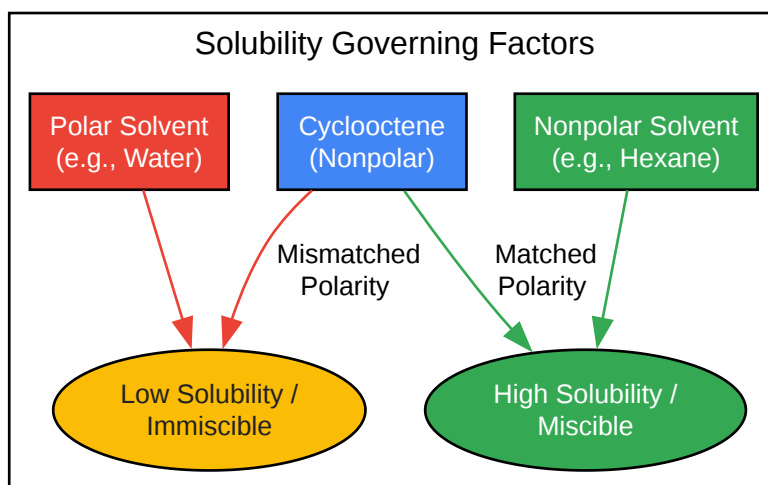 Solubility Governing Factors
Polar Solvent
(e.g., Water)
Cyclooctene
(Nonpolar)
Nonpolar Solvent
(e.g., Hexane)
Mismatched
Polarity
Matched
Polarity
Low Solubility /
Immiscible
High Solubility /
Miscible